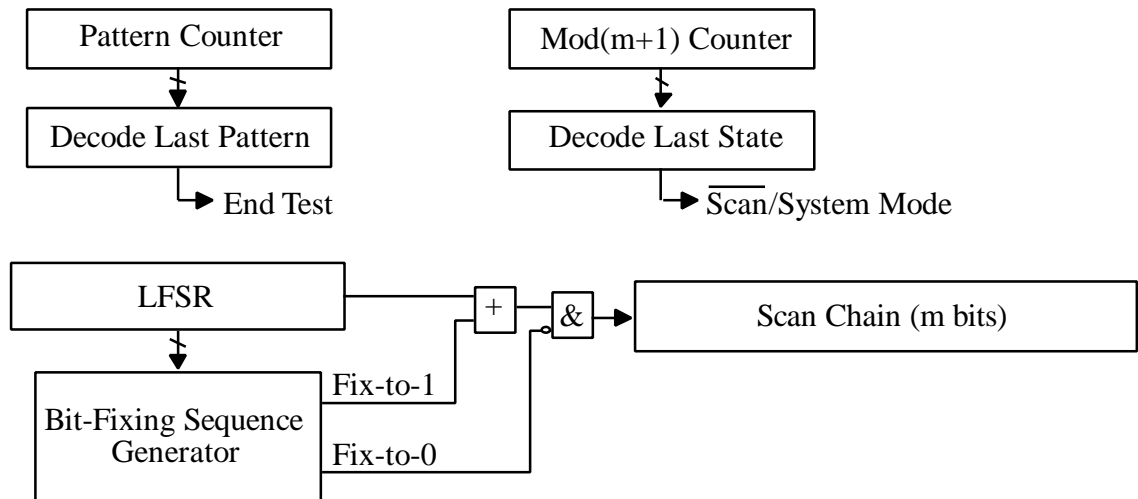 Pattern Counter
Mod(m+1) Counter
Decode Last Pattern
Decode Last State
End Test
Scan/System Mode
LFSR
+
&
Scan Chain (m bits)
Fix-to-1
Bit-Fixing Sequence
Generator
Fix-to-0